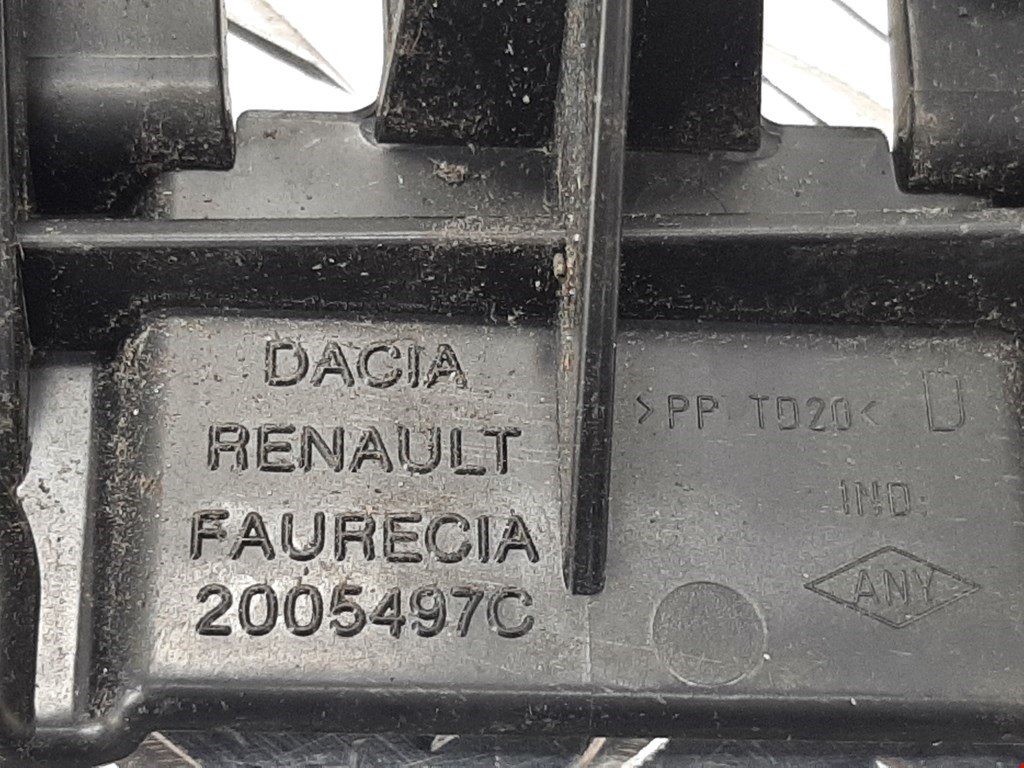 DACIA
RENAULT
FAURECIA
2005497C
>PP TD20< D
IND:
ANY